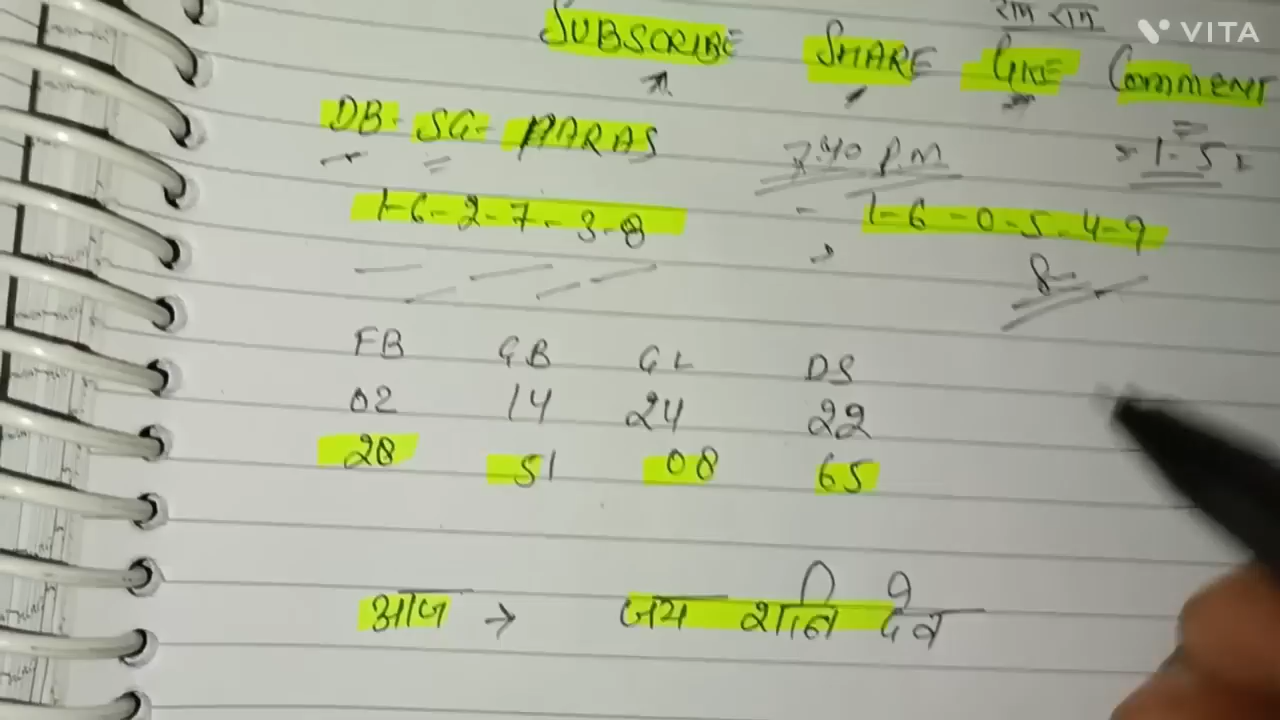 राम राम
VITA
SUBSCRIBE SHARE LIKE COMMENT
DB- SG- PARAS 7:40 P.M 1-5
1-6-2-7-3-8 1-6-0-5-4-9
8
FB GB GL DS
02 14 24 22
28 51 08 65
आज → जय शनि देव